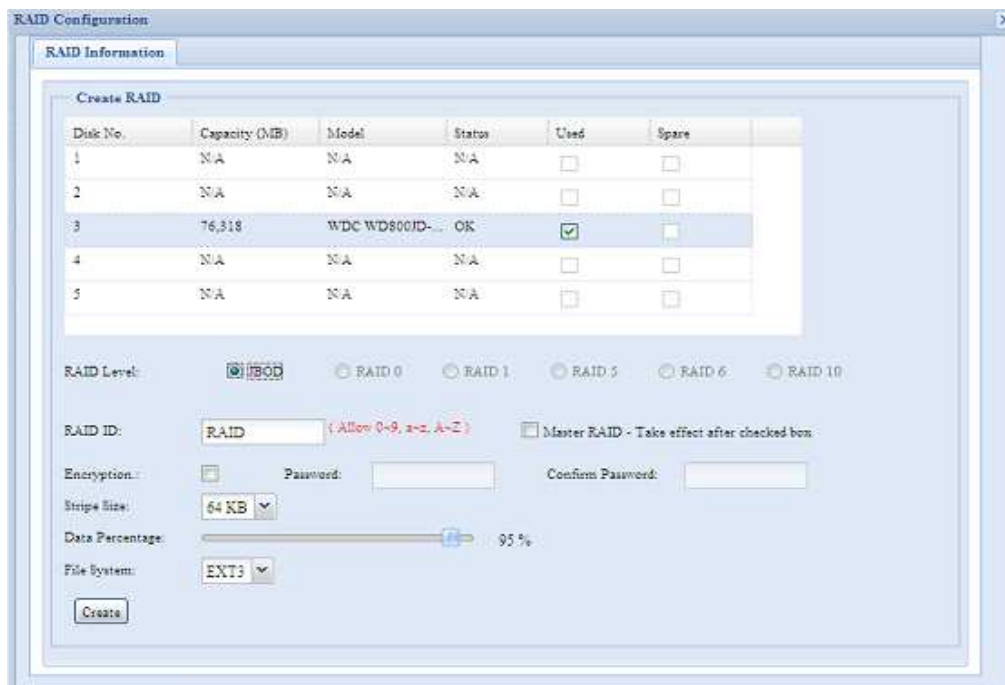 RAID Configuration
RAID Information
Create RAID
Disk No. Capacity (MB) Model Status Used Spare
1 N/A N/A N/A
2 N/A N/A N/A
3 76,318 WDC WD800JD-... OK
4 N/A N/A N/A
5 N/A N/A N/A
RAID Level: JBOD RAID 0 RAID 1 RAID 5 RAID 6 RAID 10
RAID ID: RAID ( Allow 0~9, a~z, A~Z ) Master RAID - Take effect after checked box
Encryption.: Password: Confirm Password:
Stripe Size: 64 KB
Data Percentage: 95 %
File System: EXT3
Create